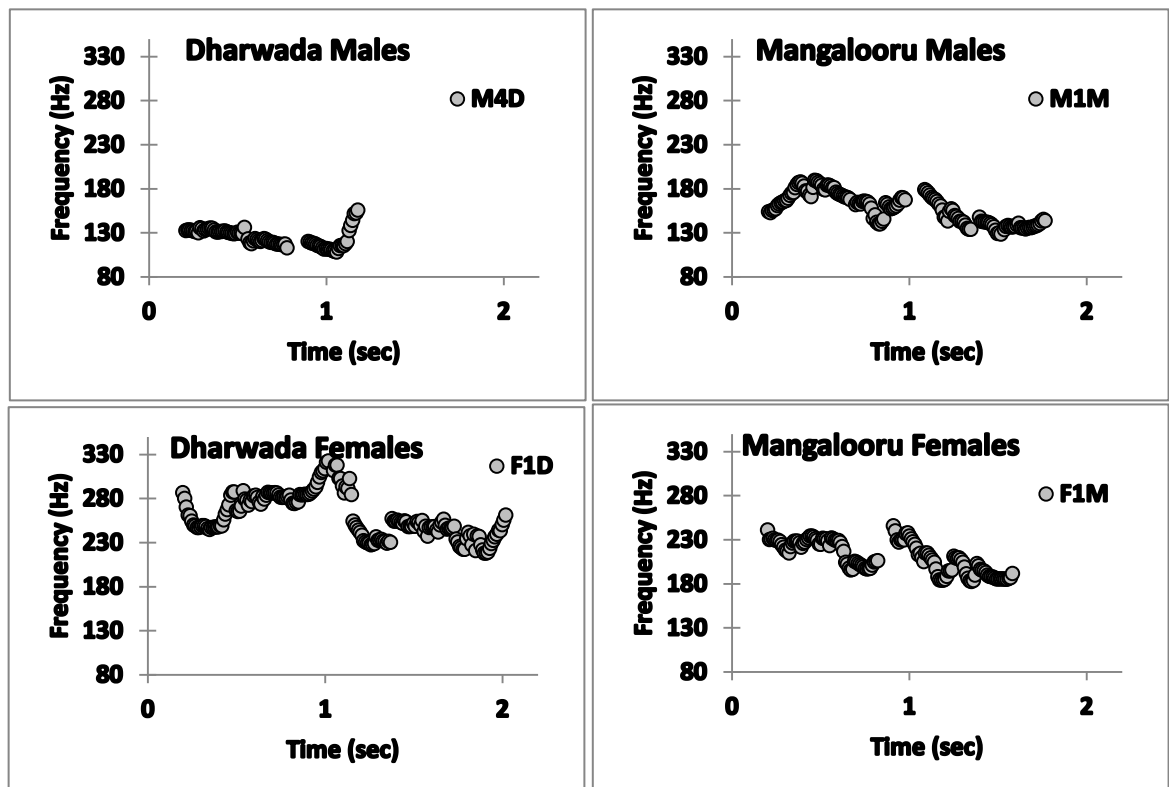 Dharwada Males
M4D
Frequency (Hz)
330
280
230
180
130
80
0 1 2
Time (sec)
Mangalooru Males
M1M
Frequency (Hz)
330
280
230
180
130
80
0 1 2
Time (sec)
Dharwada Females
F1D
Frequency (Hz)
330
280
230
180
130
80
0 1 2
Time (sec)
Mangalooru Females
F1M
Frequency (Hz)
330
280
230
180
130
80
0 1 2
Time (sec)